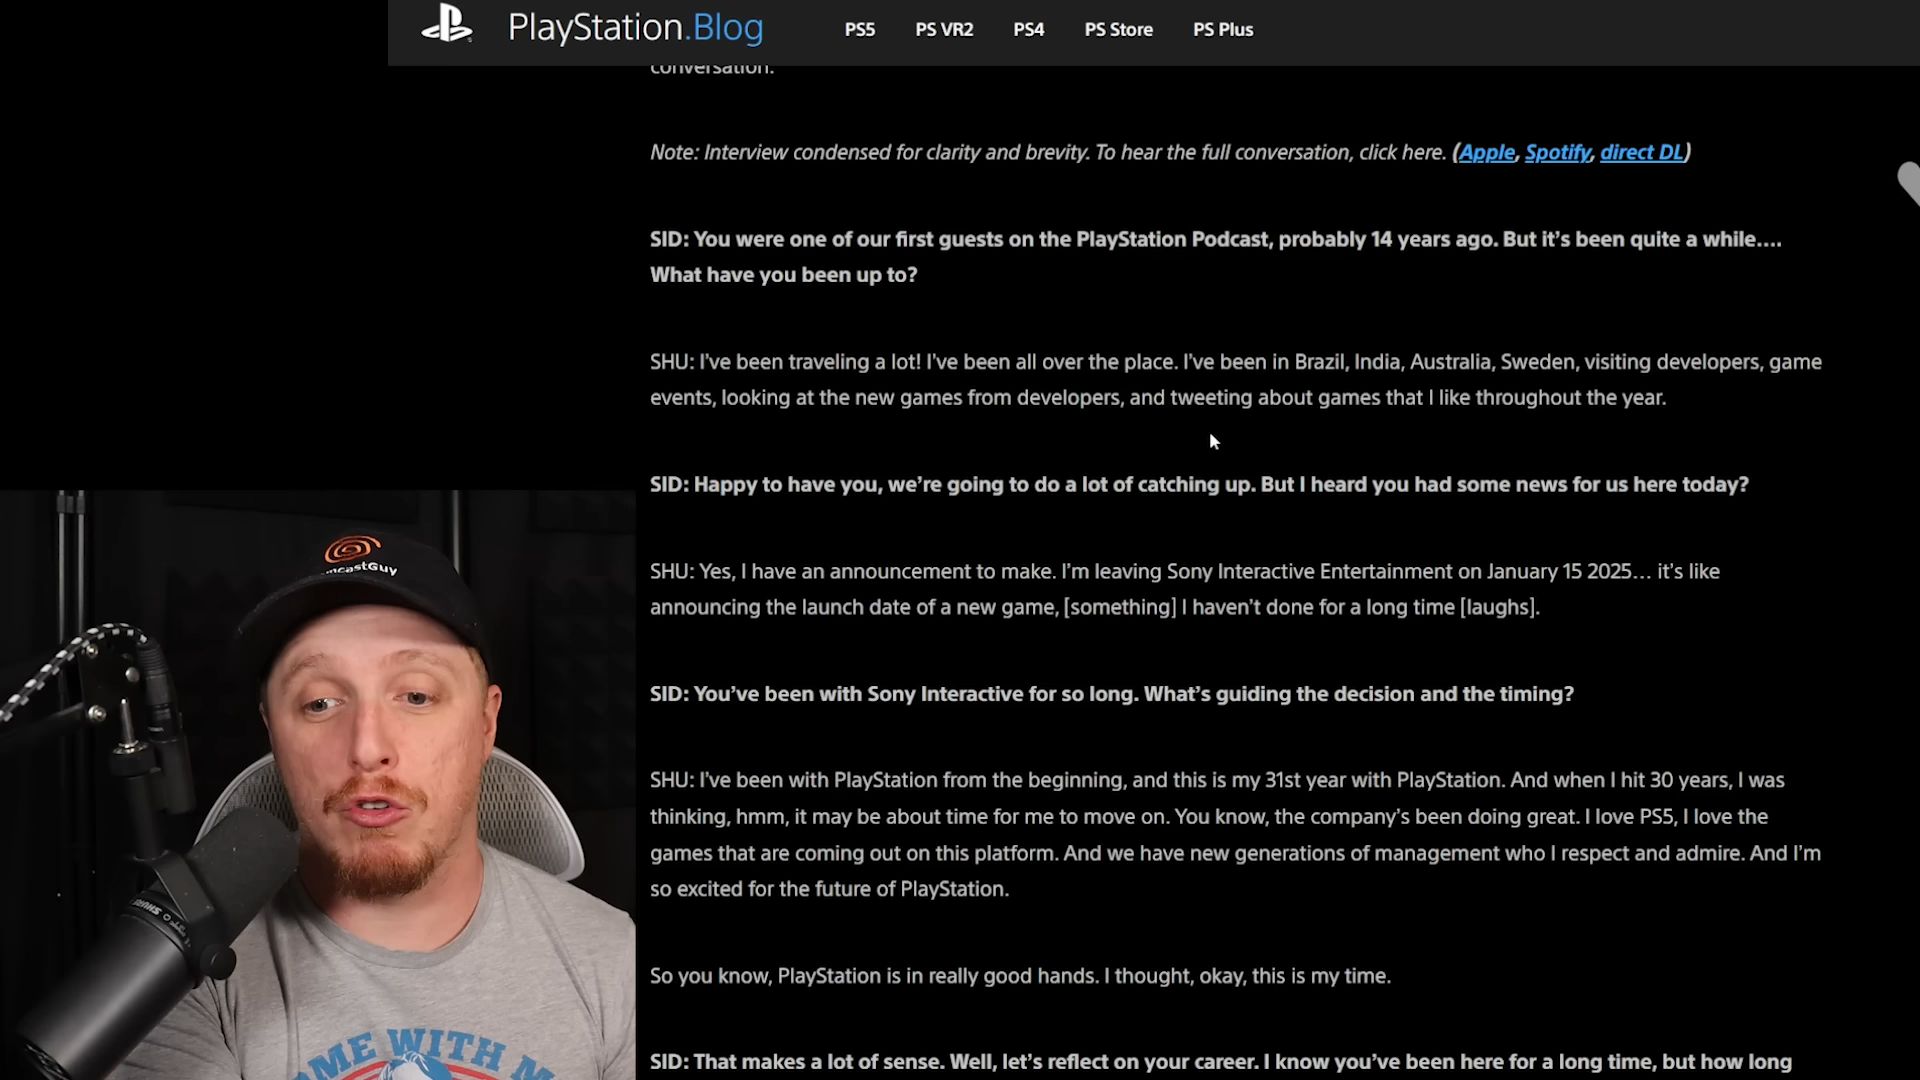 PlayStation.Blog PS5 PS VR2 PS4 PS Store PS Plus
conversation.
Note: Interview condensed for clarity and brevity. To hear the full conversation, click here. (Apple, Spotify, direct DL)
SID: You were one of our first guests on the PlayStation Podcast, probably 14 years ago. But it’s been quite a while….
What have you been up to?
SHU: I’ve been traveling a lot! I’ve been all over the place. I’ve been in Brazil, India, Australia, Sweden, visiting developers, game
events, looking at the new games from developers, and tweeting about games that I like throughout the year.
SID: Happy to have you, we’re going to do a lot of catching up. But I heard you had some news for us here today?
SHU: Yes, I have an announcement to make. I’m leaving Sony Interactive Entertainment on January 15 2025… it’s like
announcing the launch date of a new game, [something] I haven’t done for a long time [laughs].
SID: You’ve been with Sony Interactive for so long. What’s guiding the decision and the timing?
SHU: I’ve been with PlayStation from the beginning, and this is my 31st year with PlayStation. And when I hit 30 years, I was
thinking, hmm, it may be about time for me to move on. You know, the company’s been doing great. I love PS5, I love the
games that are coming out on this platform. And we have new generations of management who I respect and admire. And I’m
so excited for the future of PlayStation.
So you know, PlayStation is in really good hands. I thought, okay, this is my time.
SID: That makes a lot of sense. Well, let’s reflect on your career. I know you’ve been here for a long time, but how long
castGuy
SHURE
ME WITH M